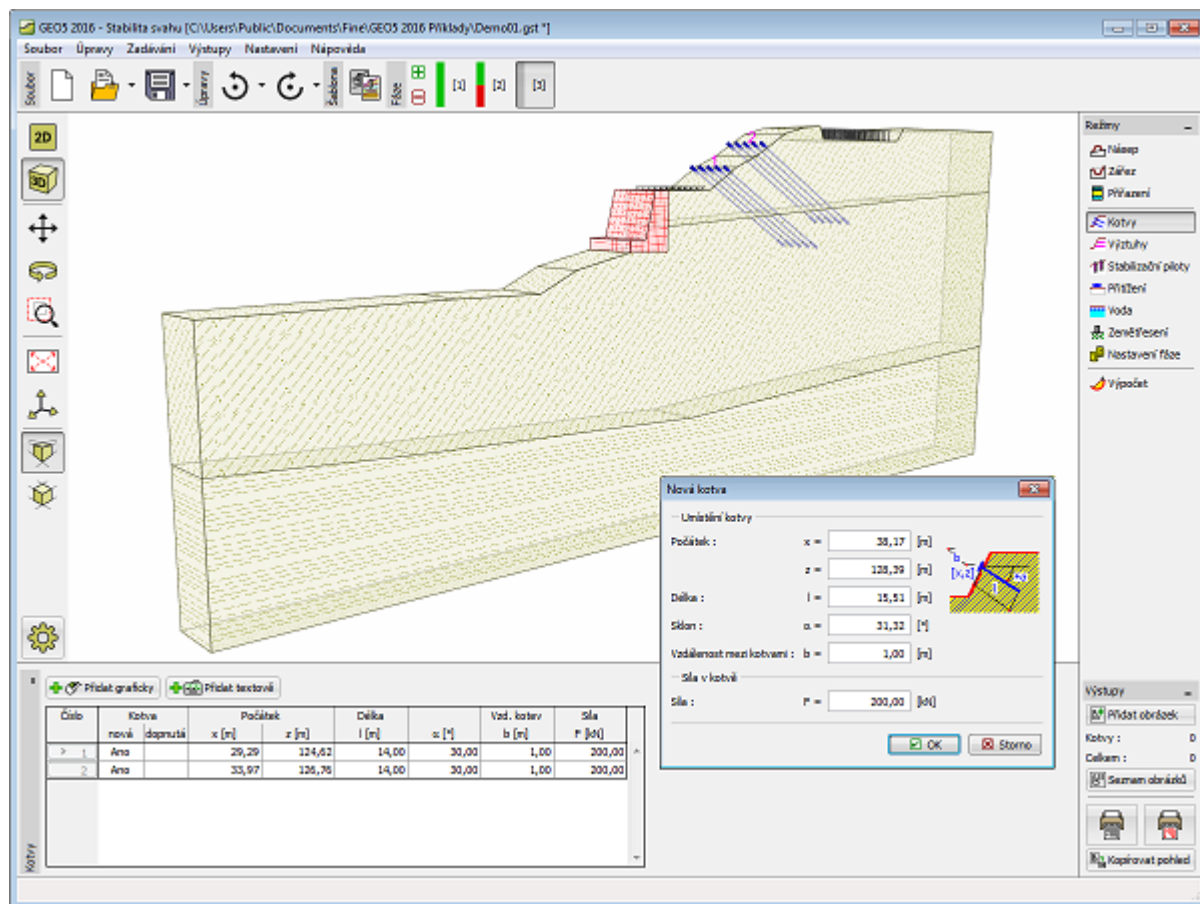 GEO5 2016 - Stabilita svahu [C:\Users\Public\Documents\Fine\GEO5 2016 Příklady\Demo01.gst *]
Soubor Úpravy Zadávání Výstupy Nastavení Nápověda
Soubor
Úpravy
Šablona
Fáze
[1] [2] [3]
2D
3D
1
2
Režimy
Násep
Zářez
Přiřazení
Kotvy
Výztuhy
Stabilizační piloty
Přitížení
Voda
Zemětřesení
Nastavení fáze
Výpočet
Nová kotva
Umístění kotvy
Počátek : x = 38,17 [m]
z = 128,39 [m]
Délka : l = 15,51 [m]
Sklon : α = 31,32 [°]
Vzdálenost mezi kotvami : b = 1,00 [m]
Síla v kotvě
Síla : F = 200,00 [kN]
b
[x,z]
l
+α
OK Storno
Přidat graficky Přidat textově
Číslo Kotva Počátek Délka Vzd. kotev Síla
nová dopnutá x [m] z [m] l [m] α [°] b [m] F [kN]
> 1 Ano 29,29 124,62 14,00 30,00 1,00 200,00
2 Ano 33,97 126,76 14,00 30,00 1,00 200,00
Kotvy
Výstupy
Přidat obrázek
Kotvy : 0
Celkem : 0
Seznam obrázků
Kopírovat pohled